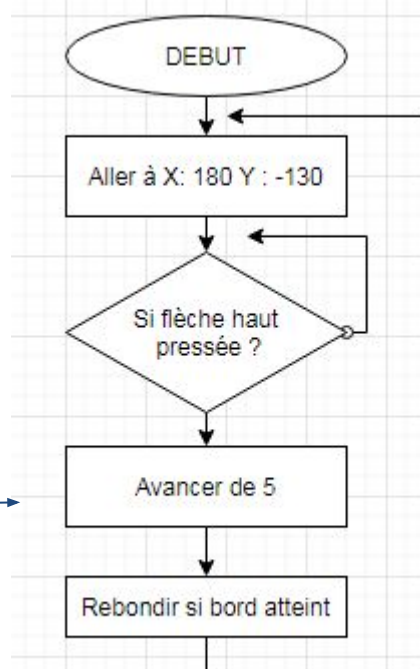 DEBUT
Aller à X: 180 Y : -130
Si flèche haut
pressée ?
Avancer de 5
Rebondir si bord atteint